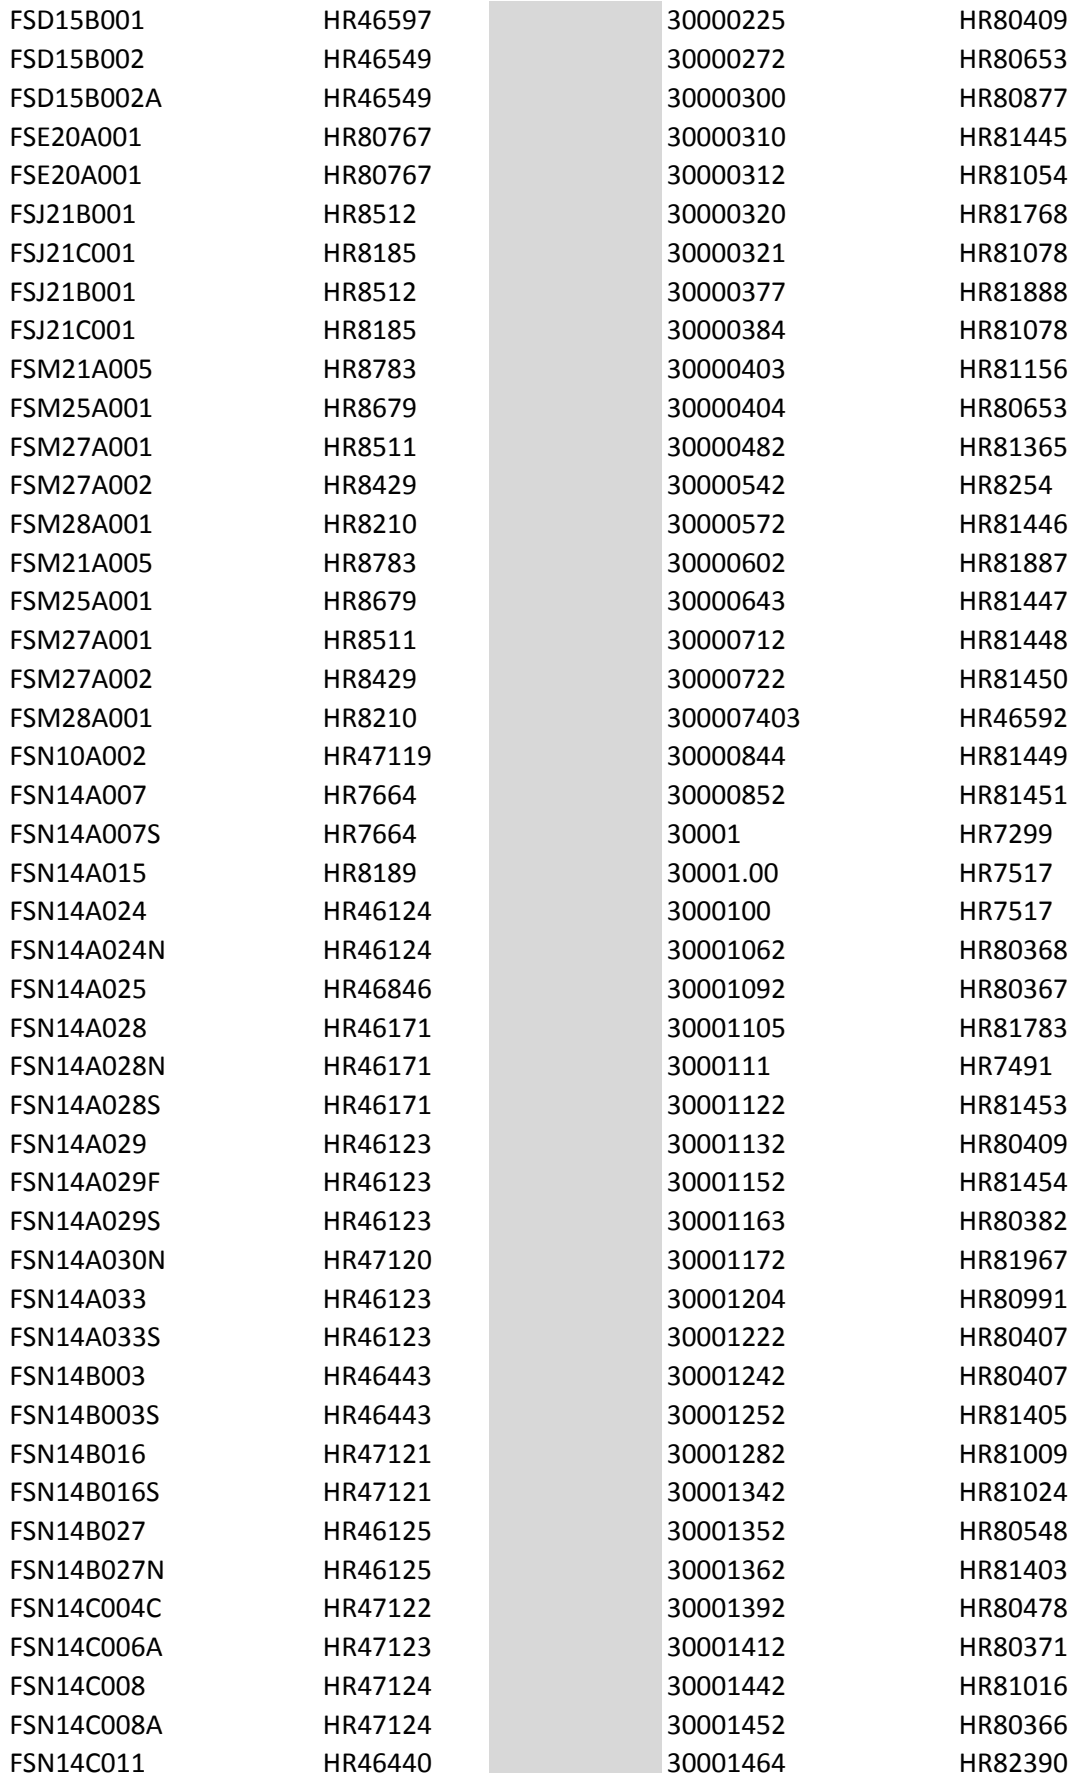 FSD15B001 HR46597 30000225 HR80409
FSD15B002 HR46549 30000272 HR80653
FSD15B002A HR46549 30000300 HR80877
FSE20A001 HR80767 30000310 HR81445
FSE20A001 HR80767 30000312 HR81054
FSJ21B001 HR8512 30000320 HR81768
FSJ21C001 HR8185 30000321 HR81078
FSJ21B001 HR8512 30000377 HR81888
FSJ21C001 HR8185 30000384 HR81078
FSM21A005 HR8783 30000403 HR81156
FSM25A001 HR8679 30000404 HR80653
FSM27A001 HR8511 30000482 HR81365
FSM27A002 HR8429 30000542 HR8254
FSM28A001 HR8210 30000572 HR81446
FSM21A005 HR8783 30000602 HR81887
FSM25A001 HR8679 30000643 HR81447
FSM27A001 HR8511 30000712 HR81448
FSM27A002 HR8429 30000722 HR81450
FSM28A001 HR8210 300007403 HR46592
FSN10A002 HR47119 30000844 HR81449
FSN14A007 HR7664 30000852 HR81451
FSN14A007S HR7664 30001 HR7299
FSN14A015 HR8189 30001.00 HR7517
FSN14A024 HR46124 3000100 HR7517
FSN14A024N HR46124 30001062 HR80368
FSN14A025 HR46846 30001092 HR80367
FSN14A028 HR46171 30001105 HR81783
FSN14A028N HR46171 3000111 HR7491
FSN14A028S HR46171 30001122 HR81453
FSN14A029 HR46123 30001132 HR80409
FSN14A029F HR46123 30001152 HR81454
FSN14A029S HR46123 30001163 HR80382
FSN14A030N HR47120 30001172 HR81967
FSN14A033 HR46123 30001204 HR80991
FSN14A033S HR46123 30001222 HR80407
FSN14B003 HR46443 30001242 HR80407
FSN14B003S HR46443 30001252 HR81405
FSN14B016 HR47121 30001282 HR81009
FSN14B016S HR47121 30001342 HR81024
FSN14B027 HR46125 30001352 HR80548
FSN14B027N HR46125 30001362 HR81403
FSN14C004C HR47122 30001392 HR80478
FSN14C006A HR47123 30001412 HR80371
FSN14C008 HR47124 30001442 HR81016
FSN14C008A HR47124 30001452 HR80366
FSN14C011 HR46440 30001464 HR82390